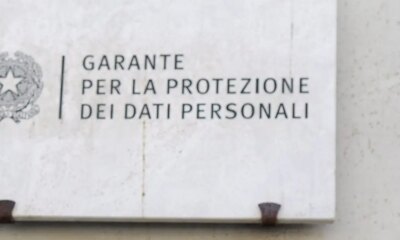 GARANTE
PER LA PROTEZIONE
DEI DATI PERSONALI